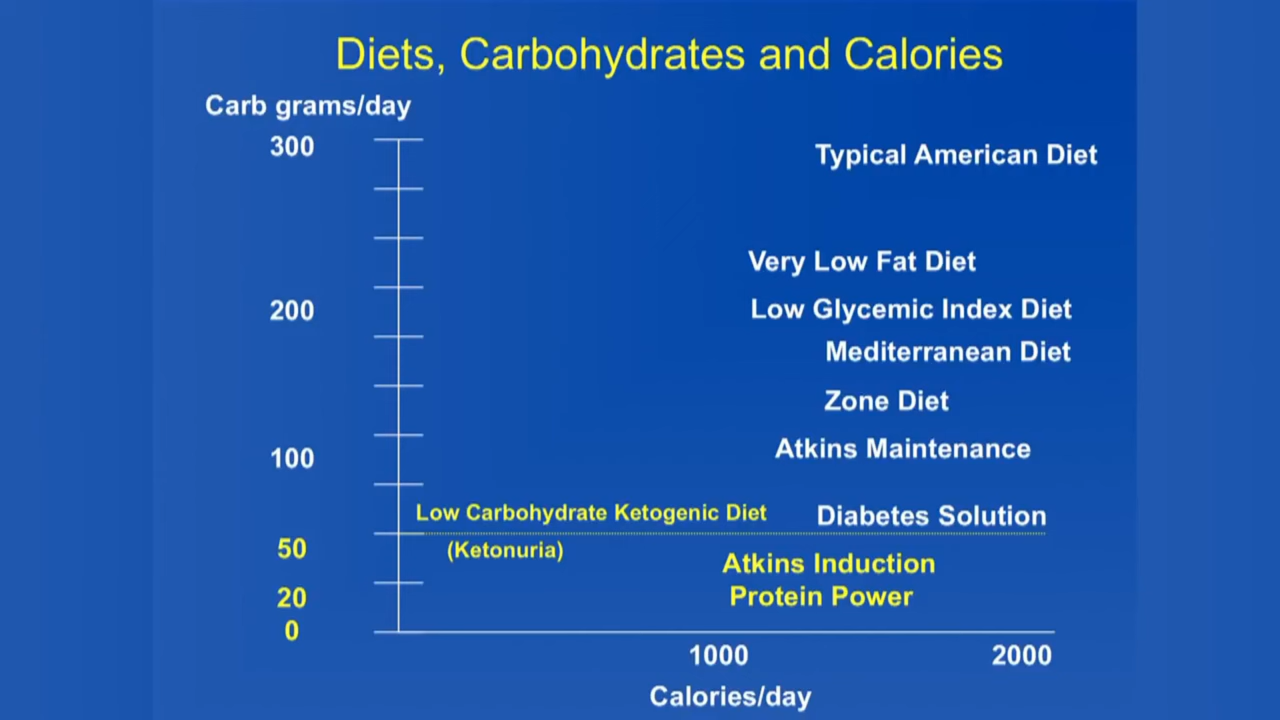 Diets, Carbohydrates and Calories
Carb grams/day
300
Typical American Diet
Very Low Fat Diet
200
Low Glycemic Index Diet
Mediterranean Diet
Zone Diet
Atkins Maintenance
100
Low Carbohydrate Ketogenic Diet
Diabetes Solution
50
(Ketonuria)
Atkins Induction
20
Protein Power
0
1000
2000
Calories/day